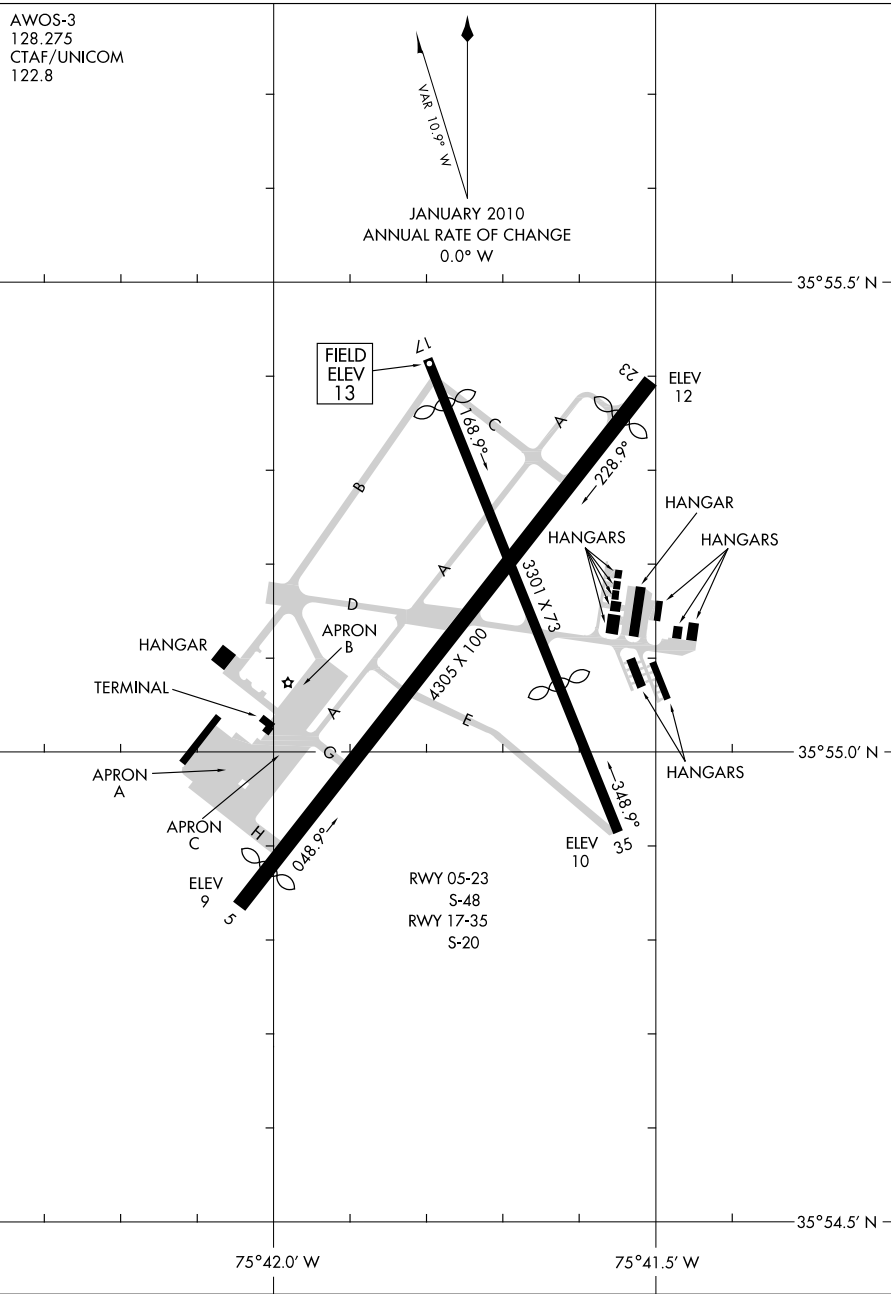 AWOS-3
128.275
CTAF/UNICOM
122.8
VAR 10.9° W
JANUARY 2010
ANNUAL RATE OF CHANGE
0.0° W
35°55.5' N
17
FIELD
ELEV
13
23
ELEV
12
168.9°
C
A
228.9°
B
HANGAR
HANGARS
HANGARS
A
3301 X 73
D
APRON
B
HANGAR
4305 X 100
TERMINAL
A
E
G
35°55.0' N
APRON
A
HANGARS
348.9°
APRON
C
H
048.9°
ELEV
10
35
ELEV
9
5
RWY 05-23
S-48
RWY 17-35
S-20
35°54.5' N
75°42.0' W
75°41.5' W